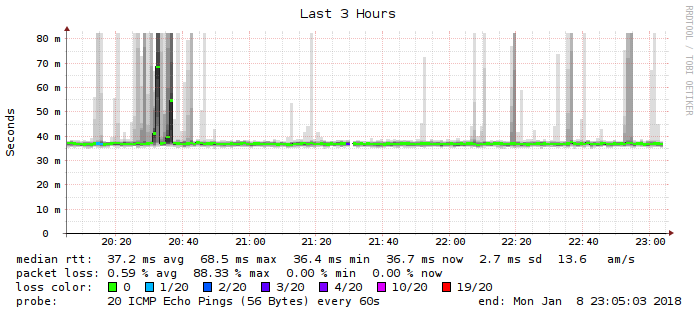 Last 3 Hours
RRDTOOL / TOBI OETIKER
Seconds
80 m
70 m
60 m
50 m
40 m
30 m
20 m
10 m
0
20:20 20:40 21:00 21:20 21:40 22:00 22:20 22:40 23:00
median rtt: 37.2 ms avg 68.5 ms max 36.4 ms min 36.7 ms now 2.7 ms sd 13.6 am/s
packet loss: 0.59 % avg 88.33 % max 0.00 % min 0.00 % now
loss color: 0 1/20 2/20 3/20 4/20 10/20 19/20
probe: 20 ICMP Echo Pings (56 Bytes) every 60s end: Mon Jan 8 23:05:03 2018